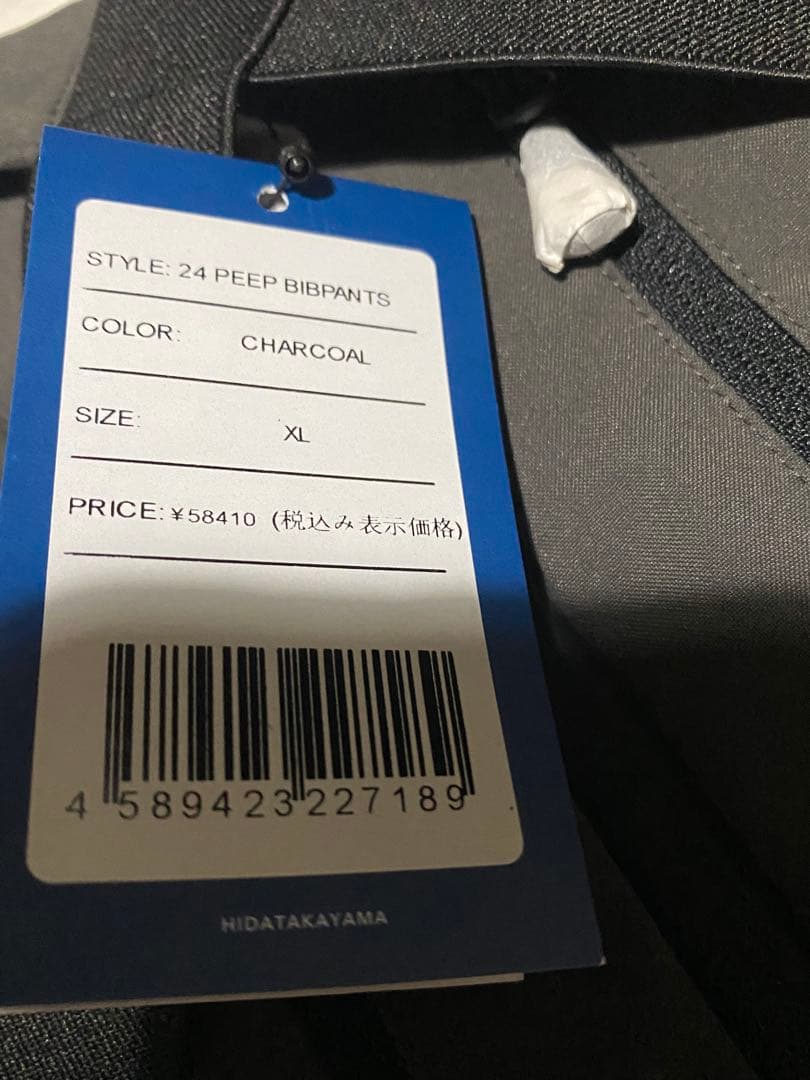 STYLE: 24 PEEP BIBPANTS
COLOR: CHARCOAL
SIZE: XL
PRICE: ¥58410 (税込み表示価格)
4 589423 227189
HIDATAKAYAMA